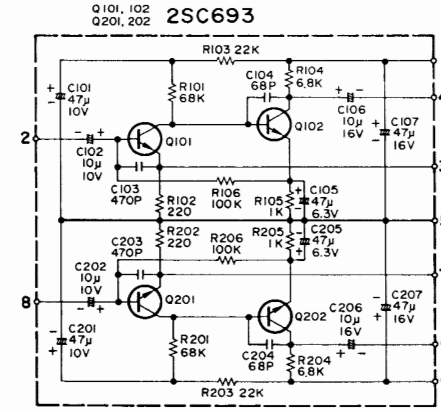 Q101, 102
Q201, 202 2SC693
R103 22K
C101
47μ
10V
R101
68K
C104
68P
R104
6.8K
C106
10μ
16V
C107
47μ
16V
4
2
C102
10μ
10V
Q101
Q102
3
C103
470P
R102
220
R106
100K
R105
1K
C105
47μ
6.3V
R202
220
C203
470P
R206
100K
R205
1K
C205
47μ
6.3V
C202
10μ
10V
8
Q201
Q202
C206
10μ
16V
C207
47μ
16V
C201
47μ
10V
R201
68K
C204
68P
R204
6.8K
R203 22K